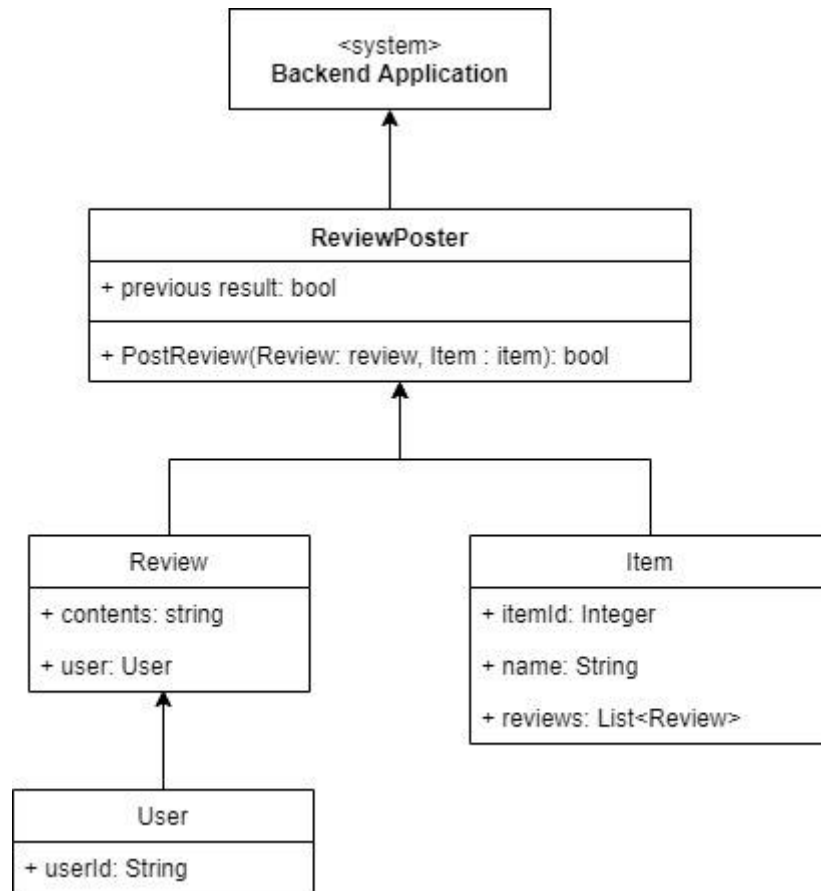 <system>
Backend Application
ReviewPoster
+ previous result: bool
+ PostReview(Review: review, Item : item): bool
Review
+ contents: string
+ user: User
Item
+ itemId: Integer
+ name: String
+ reviews: List<Review>
User
+ userId: String